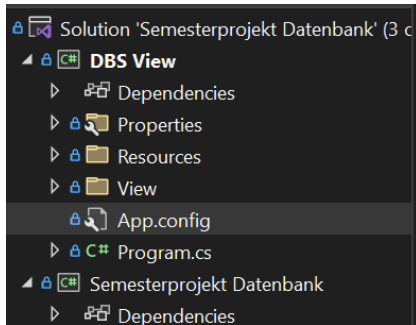 Solution 'Semesterprojekt Datenbank' (3 c
C# DBS View
Dependencies
Properties
Resources
View
App.config
C# Program.cs
C# Semesterprojekt Datenbank
Dependencies